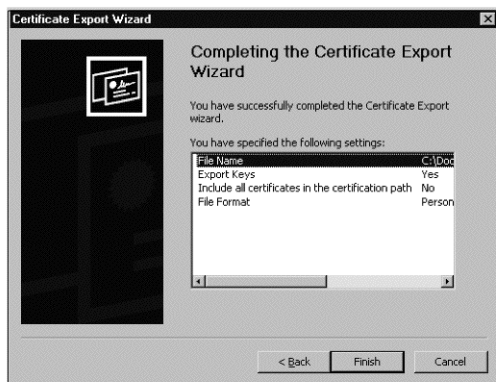 Certificate Export Wizard
Completing the Certificate Export
Wizard
You have successfully completed the Certificate Export
wizard.
You have specified the following settings:
File Name C:\Doc
Export Keys Yes
Include all certificates in the certification path No
File Format Person
< Back Finish Cancel